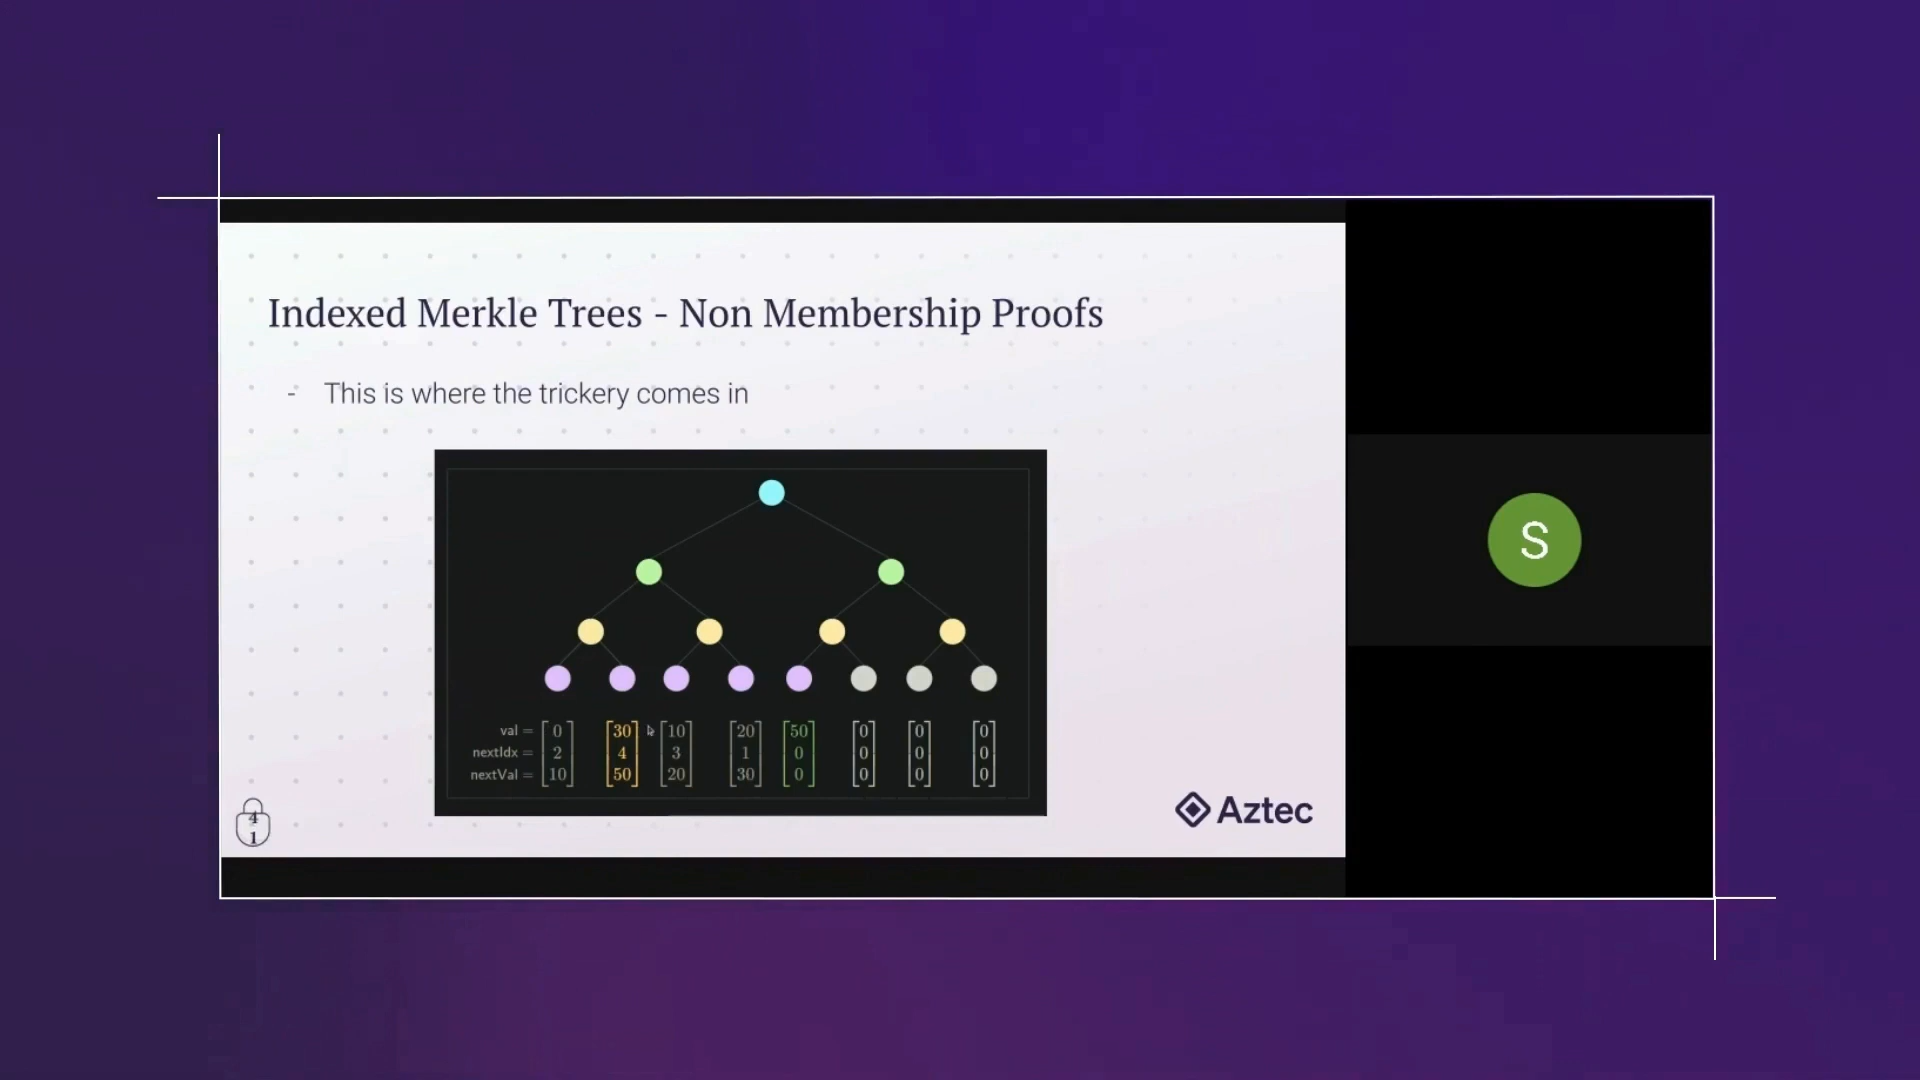 Indexed Merkle Trees - Non Membership Proofs
- This is where the trickery comes in
val = 0 30 10 20 50 0 0 0
nextIdx = 2 4 3 1 0 0 0 0
nextVal = 10 50 20 30 0 0 0 0
4
1
Aztec
S